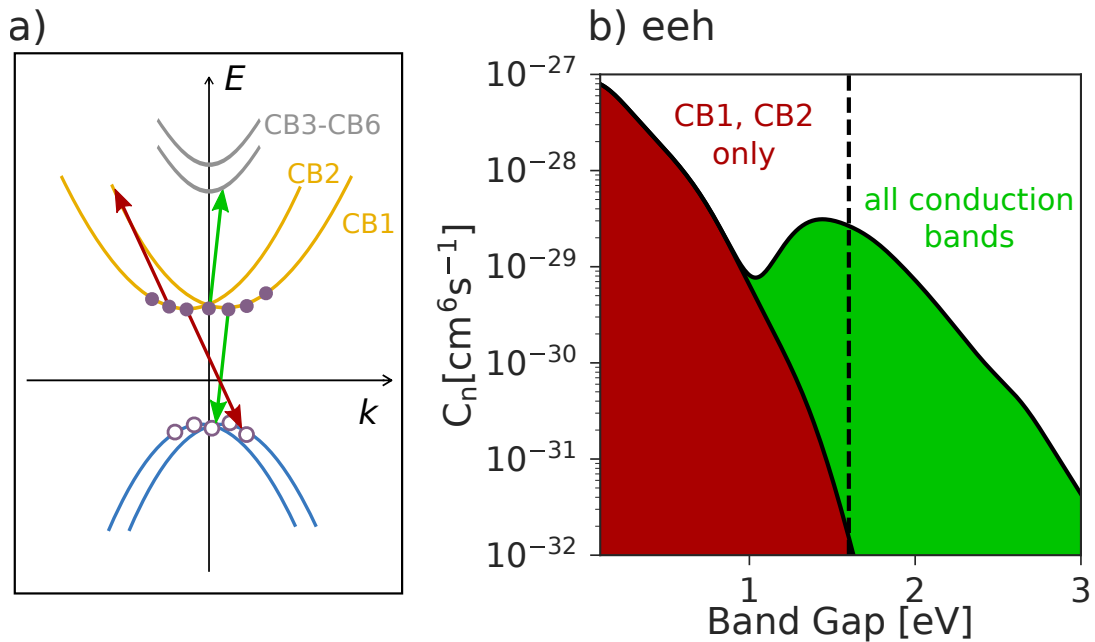 a)
E
CB3-CB6
CB2
CB1
k
b) eeh
C_n[cm^6s^{-1}]
10^{-27}
10^{-28}
10^{-29}
10^{-30}
10^{-31}
10^{-32}
CB1, CB2
only
all conduction
bands
1
2
3
Band Gap [eV]